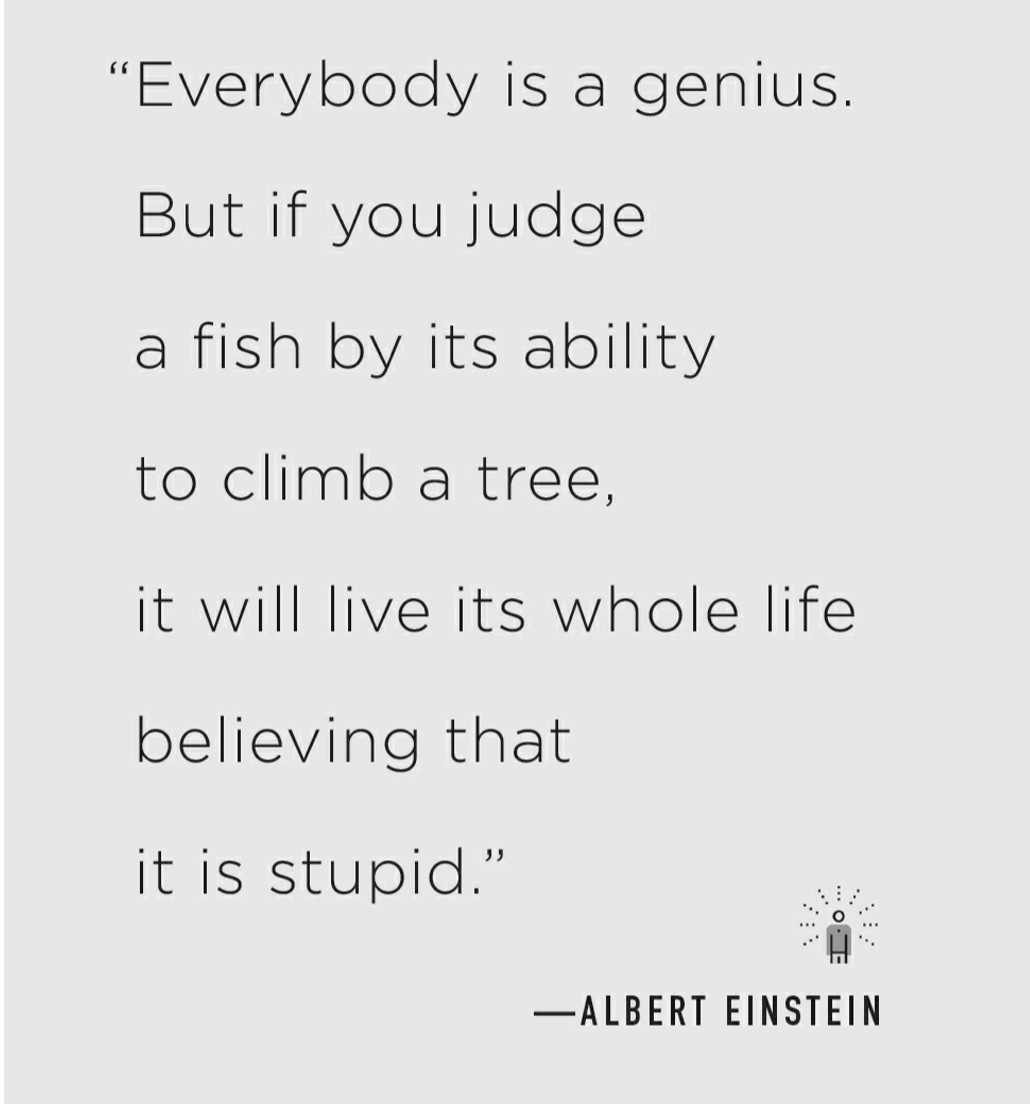 “Everybody is a genius.
But if you judge
a fish by its ability
to climb a tree,
it will live its whole life
believing that
it is stupid.”
—ALBERT EINSTEIN